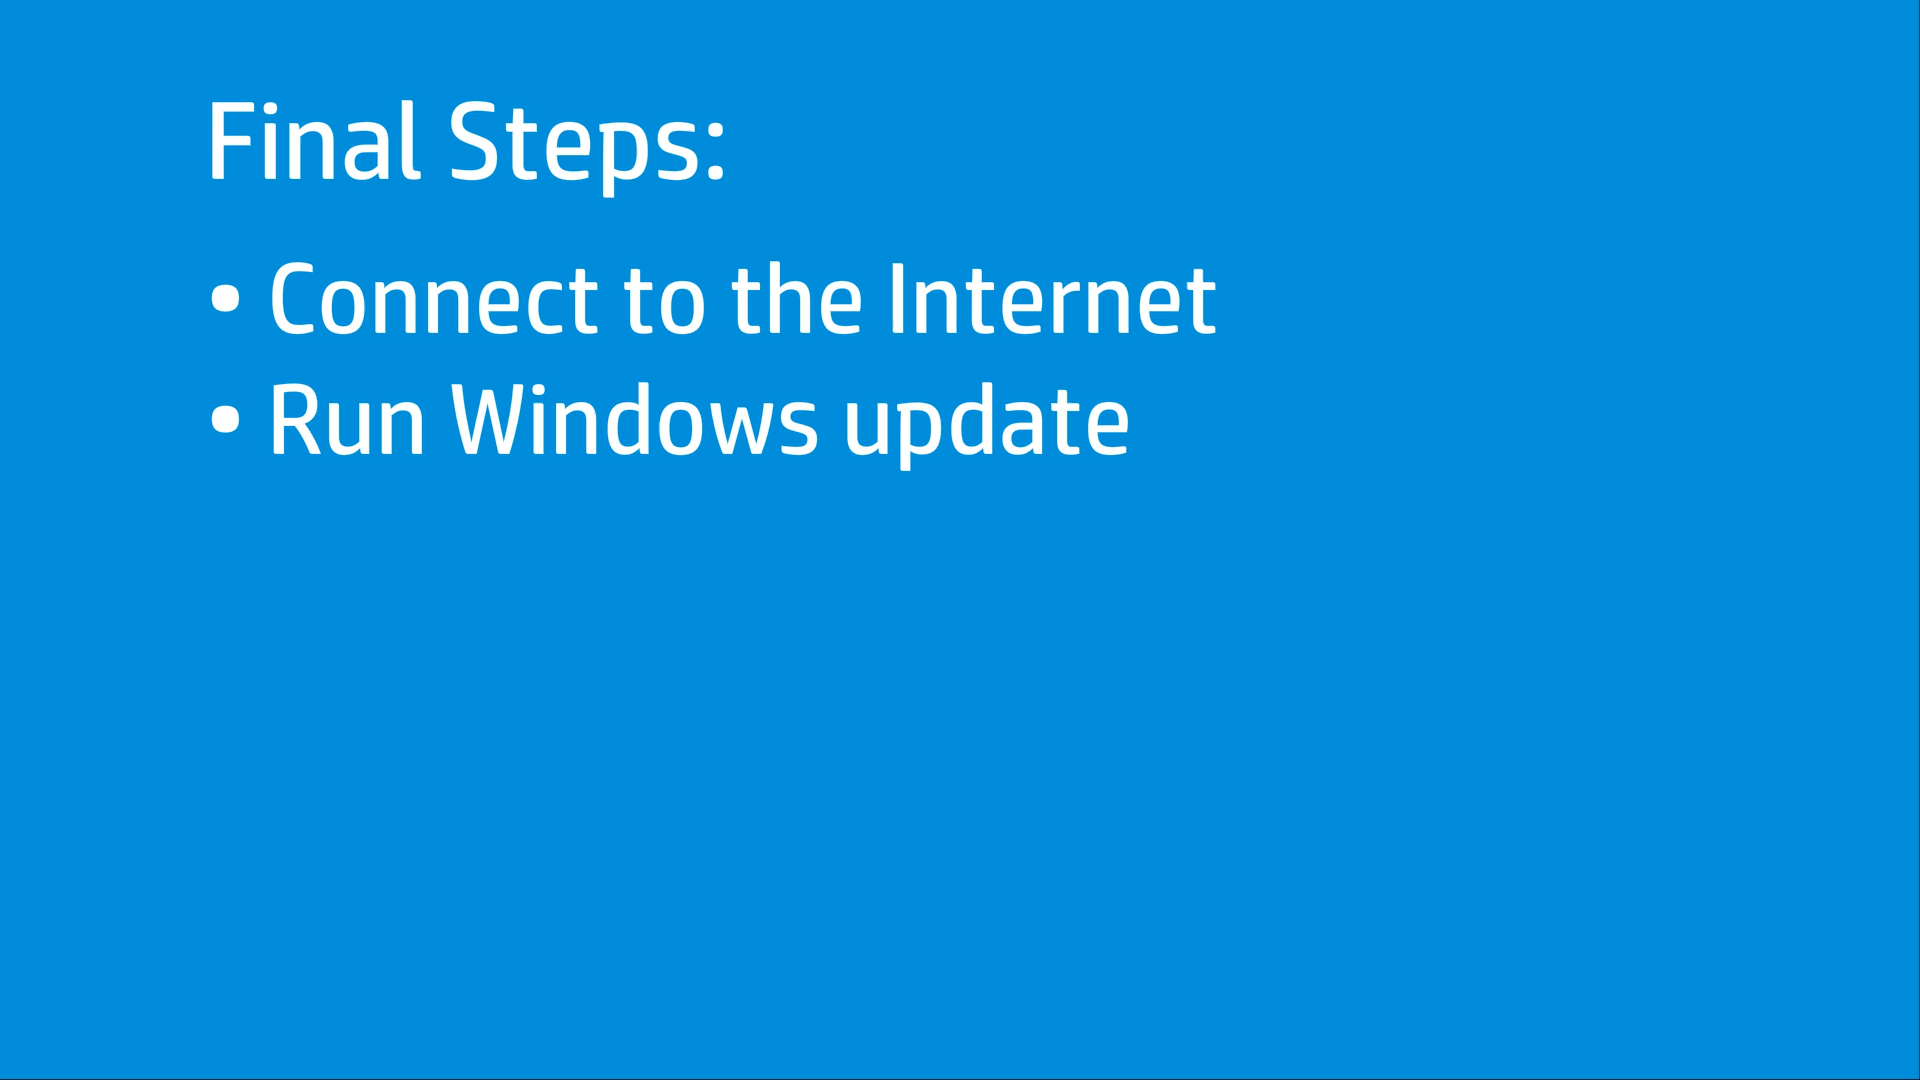 Final Steps:
• Connect to the Internet
• Run Windows update